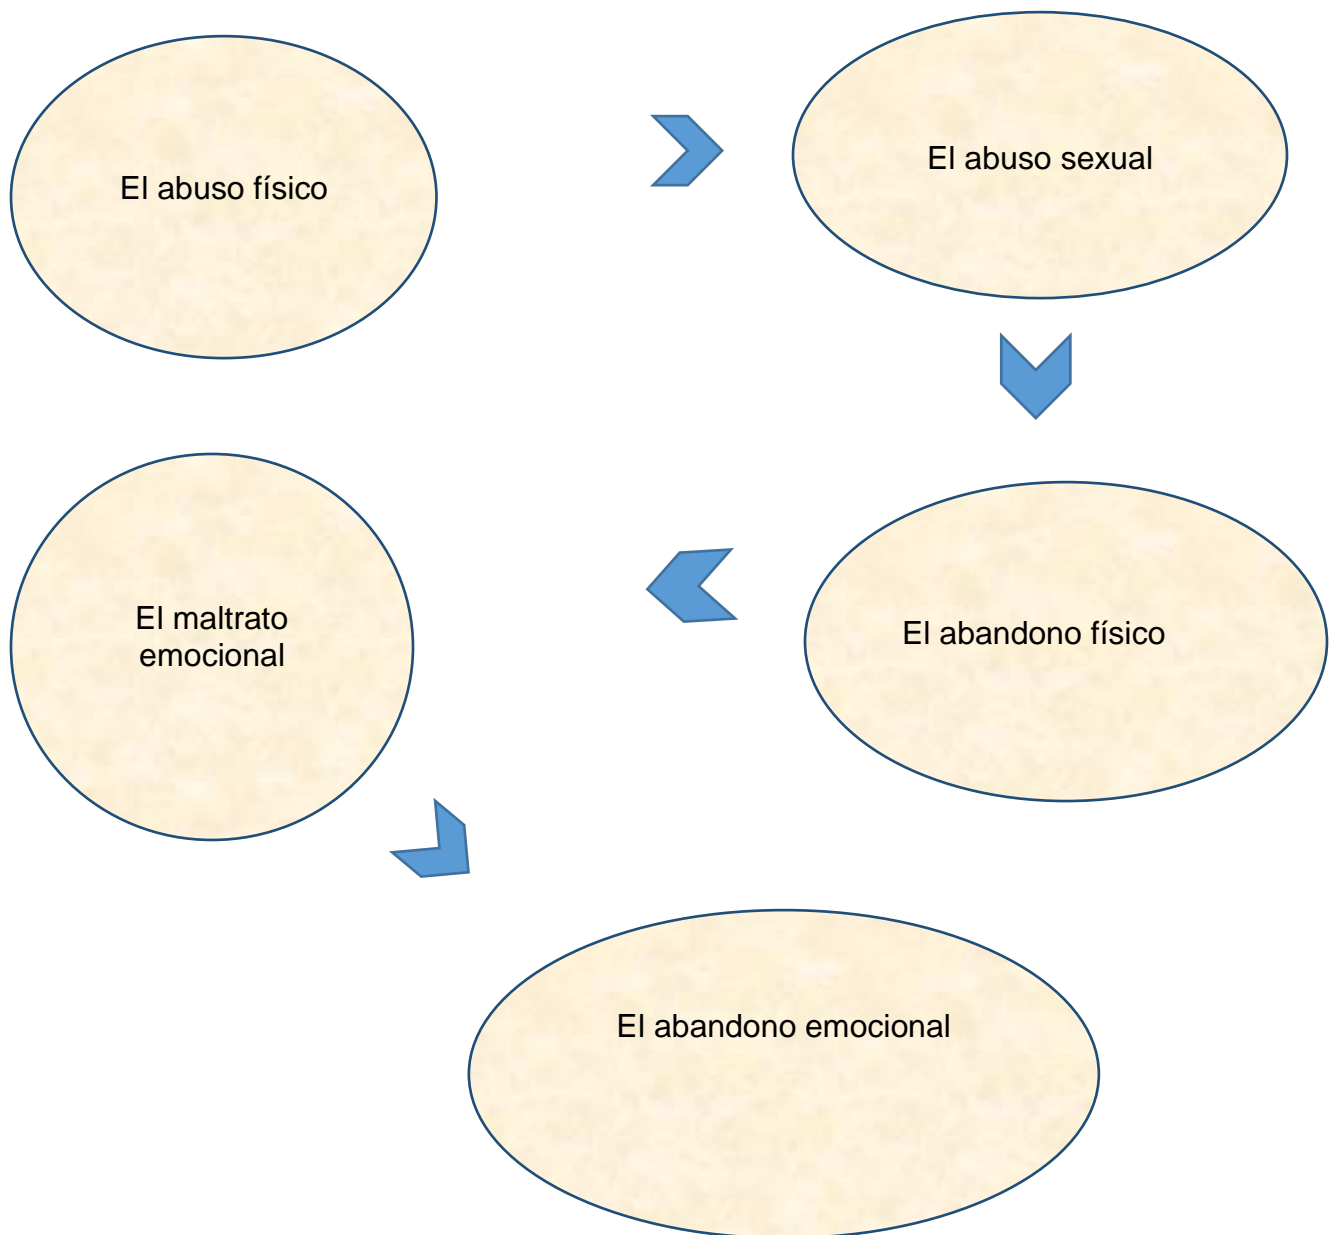 El abuso físico
El abuso sexual
El abandono físico
El maltrato
emocional
El abandono emocional